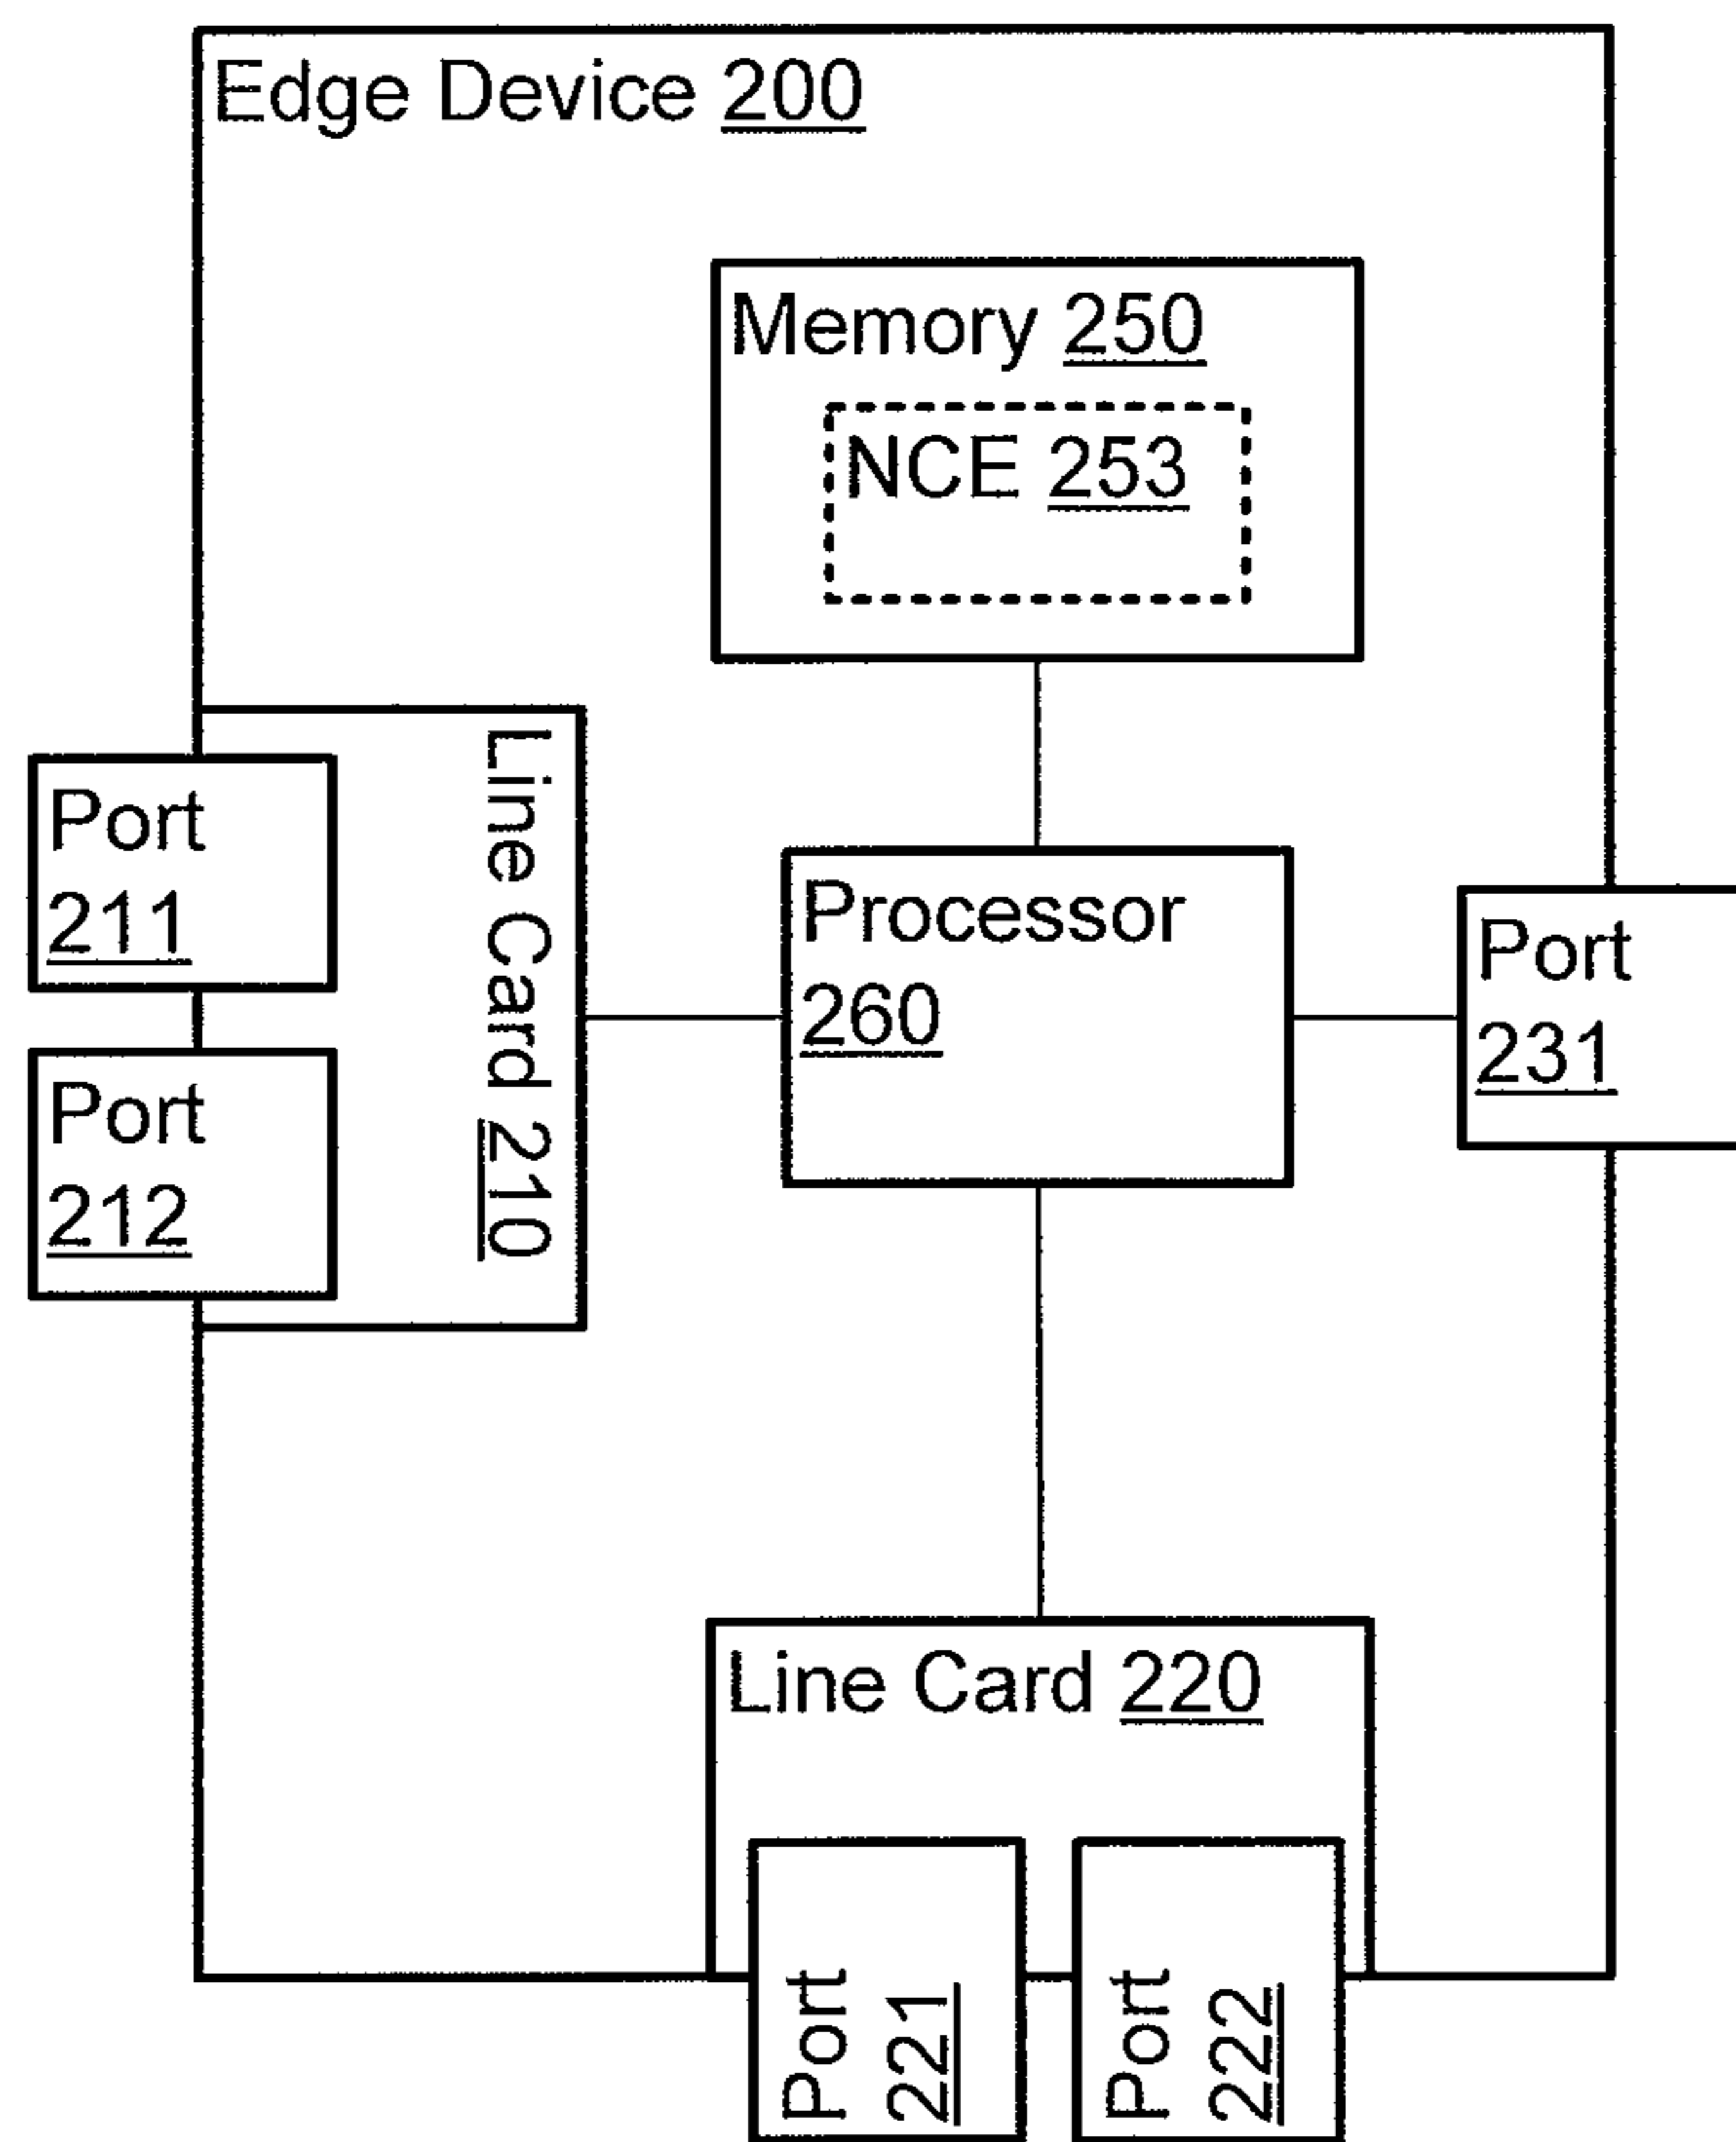 Edge Device 200
Memory 250
NCE 253
Port
211
Port
212
Line Card 210
Processor
260
Port
231
Line Card 220
Port
221
Port
222